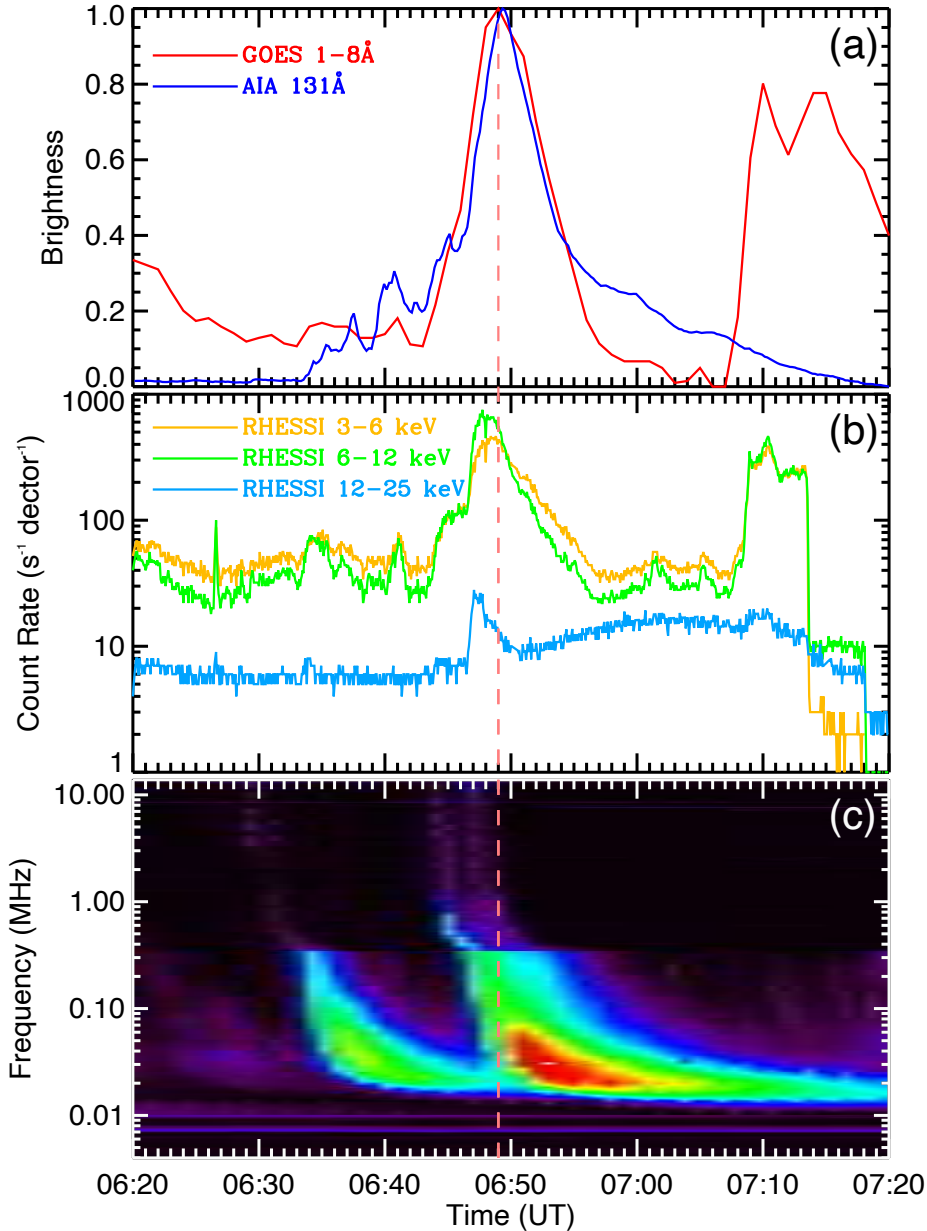 (a)
GOES 1-8Å
AIA 131Å
1.0
0.8
0.6
0.4
0.2
0.0
Brightness
(b)
RHESSI 3-6 keV
RHESSI 6-12 keV
RHESSI 12-25 keV
1000
100
10
1
Count Rate (s⁻¹ dector⁻¹)
(c)
10.00
1.00
0.10
0.01
Frequency (MHz)
06:20 06:30 06:40 06:50 07:00 07:10 07:20
Time (UT)